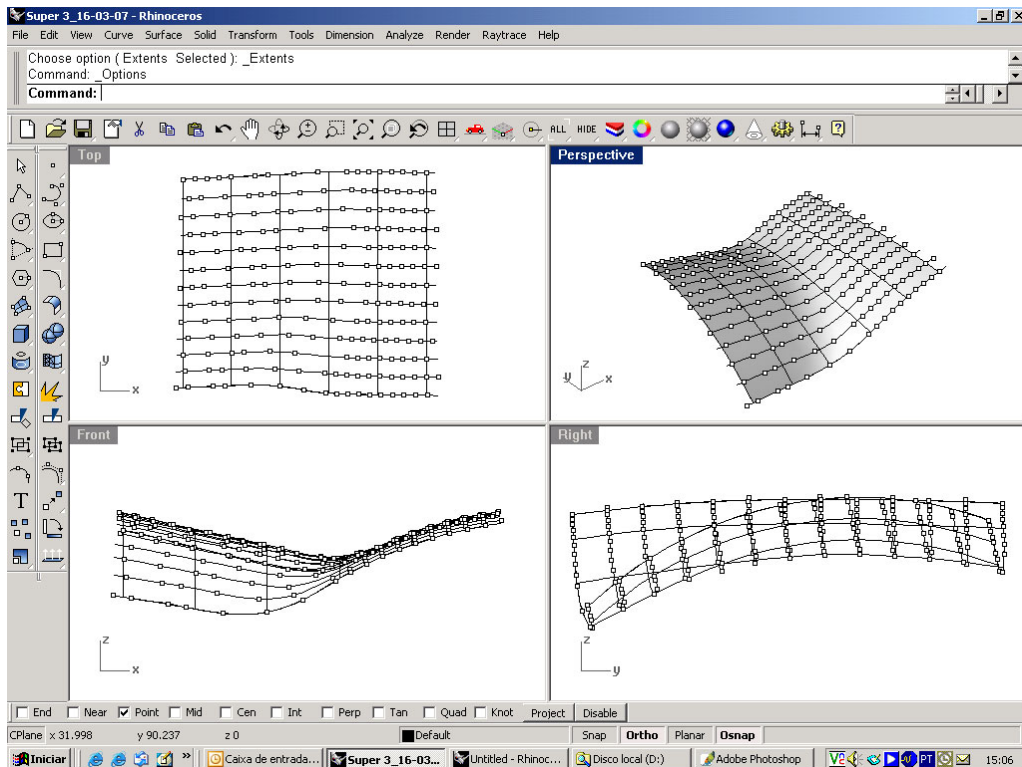 Super 3_16-03-07 - Rhinoceros
File Edit View Curve Surface Solid Transform Tools Dimension Analyze Render Raytrace Help
Choose option ( Extents Selected ): _Extents
Command: _Options
Command:
ALL HIDE
Top
Perspective
y
x
z
y
x
Front
Right
T
z
x
z
y
End Near Point Mid Cen Int Perp Tan Quad Knot Project Disable
CPlane x 31.998 y 90.237 z 0 Default Snap Ortho Planar Osnap
Iniciar » Caixa de entrada... Super 3_16-03... Untitled - Rhinoc... Disco local (D:) Adobe Photoshop PT 15:06